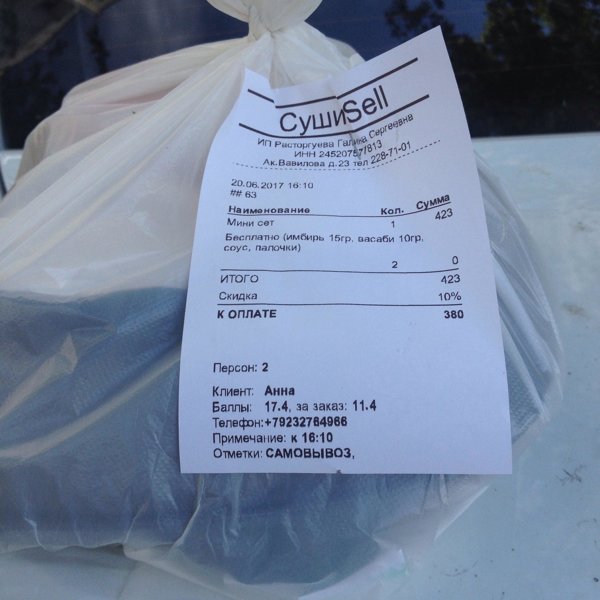 СушиSell
ИП Расторгуева Галина Сергеевна
ИНН 245207577813
Ак.Вавилова д.23 тел 228-71-01
20.06.2017 16:10
## 63
Наименование Кол. Сумма
Мини сет 1 423
Бесплатно (имбирь 15гр, васаби 10гр,
соус, палочки)
2 0
ИТОГО 423
Скидка 10%
К ОПЛАТЕ 380
Персон: 2
Клиент: Анна
Баллы: 17.4, за заказ: 11.4
Телефон:+79232764966
Примечание: к 16:10
Отметки: САМОВЫВОЗ,